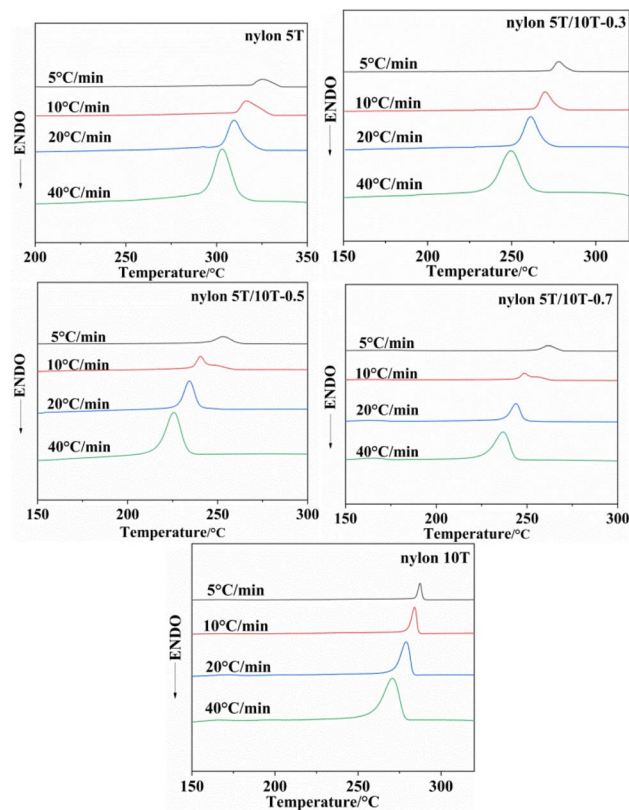 nylon 5T
5°C/min
10°C/min
20°C/min
40°C/min
ENDO
200 250 300 350
Temperature/°C
nylon 5T/10T-0.3
5°C/min
10°C/min
20°C/min
40°C/min
ENDO
200 250 300
Temperature/°C
nylon 5T/10T-0.5
5°C/min
10°C/min
20°C/min
40°C/min
ENDO
150 200 250 300
Temperature/°C
nylon 5T/10T-0.7
5°C/min
10°C/min
20°C/min
40°C/min
ENDO
150 200 250 300
Temperature/°C
nylon 10T
5°C/min
10°C/min
20°C/min
40°C/min
ENDO
150 200 250 300
Temperature/°C